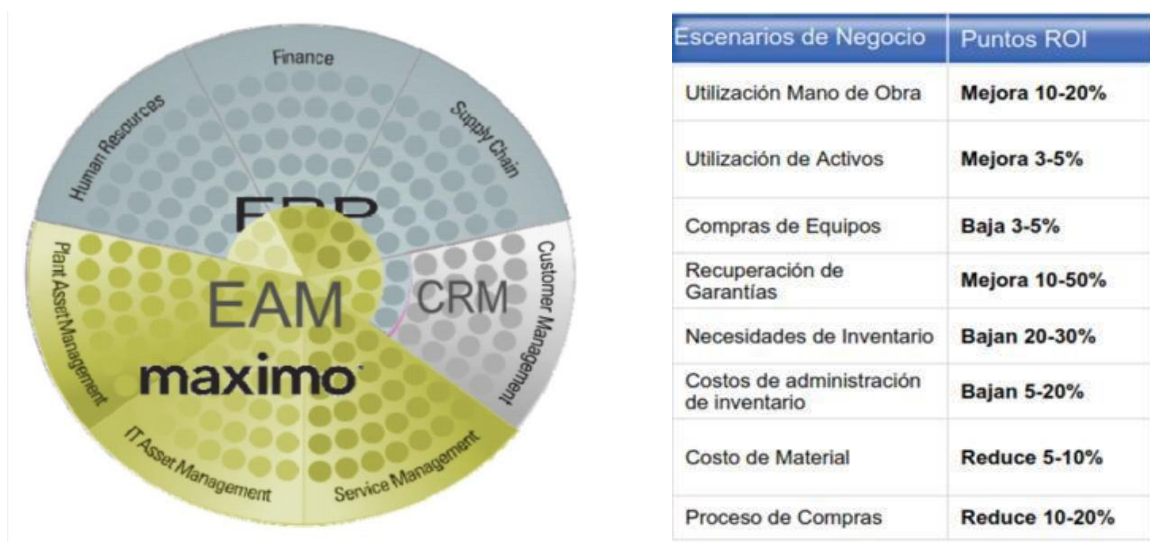 Finance
Human Resources
Supply Chain
ERP
Plant Asset Management
EAM
CRM
Customer Management
maximo
IT Asset Management
Service Management
Escenarios de Negocio Puntos ROI
Utilización Mano de Obra Mejora 10-20%
Utilización de Activos Mejora 3-5%
Compras de Equipos Baja 3-5%
Recuperación de
Garantías Mejora 10-50%
Necesidades de Inventario Bajan 20-30%
Costos de administración
de inventario Bajan 5-20%
Costo de Material Reduce 5-10%
Proceso de Compras Reduce 10-20%